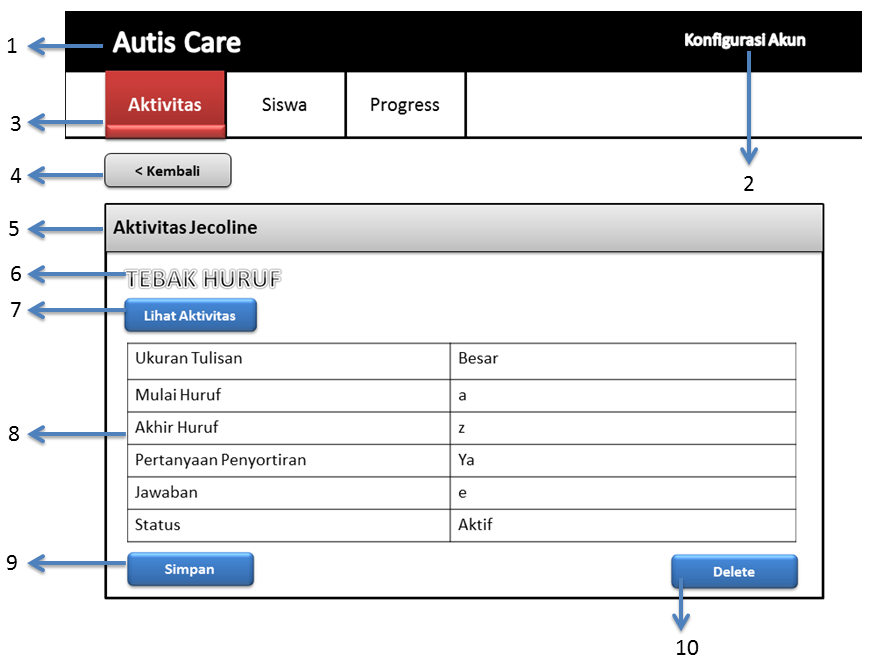 1 Autis Care Konfigurasi Akun
3 Aktivitas Siswa Progress
4 < Kembali
2
5 Aktivitas Jecoline
6 TEBAK HURUF
7 Lihat Aktivitas
Ukuran Tulisan Besar
Mulai Huruf a
8 Akhir Huruf z
Pertanyaan Penyortiran Ya
Jawaban e
Status Aktif
9 Simpan Delete
10